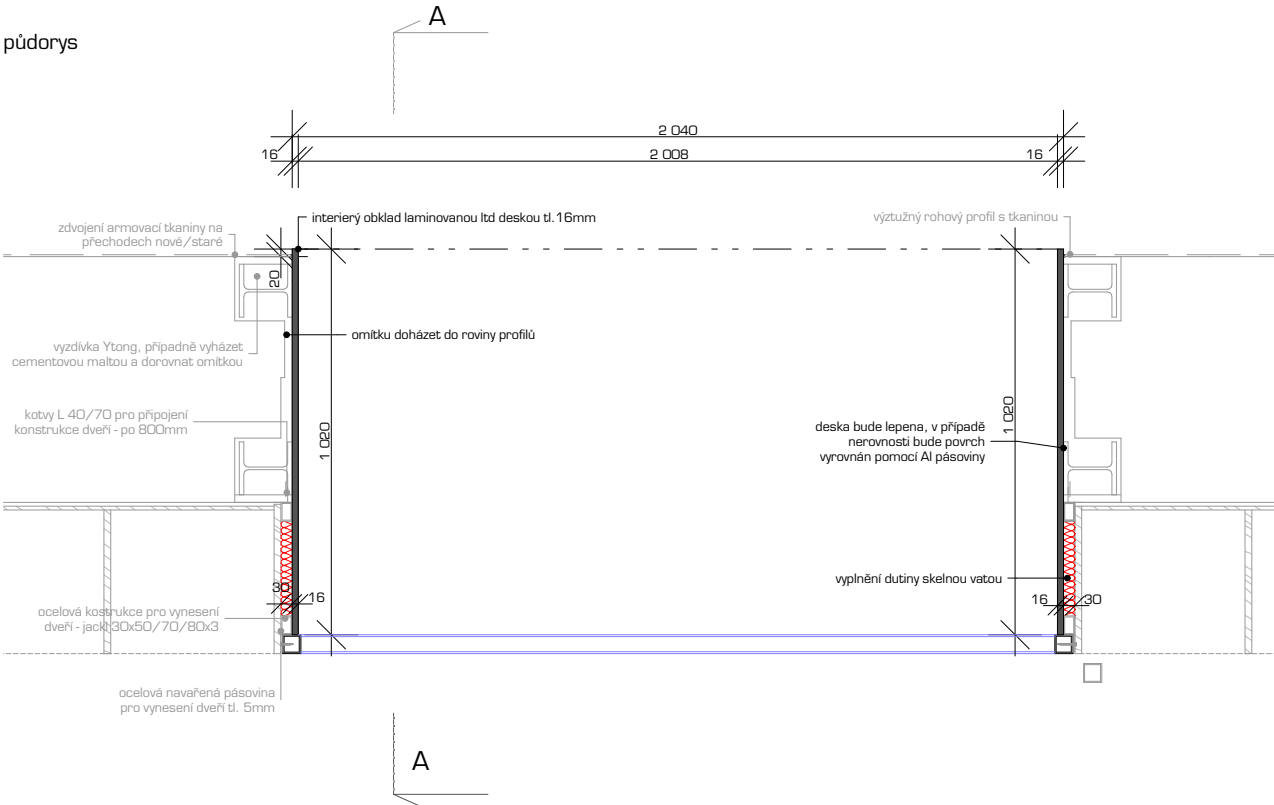 A
půdorys
2 040
16
2 008
16
interierý obklad laminovanou ltd deskou tl.16mm
výztužný rohový profil s tkaninou
zdvojení armovací tkaniny na
přechodech nové/staré
20
omítku doházet do roviny profilů
vyzdívka Ytong, případně vyházet
cementovou maltou a dorovnat omítkou
kotvy L 40/70 pro připojení
konstrukce dveří - po 800mm
1 020
1 020
deska bude lepena, v případě
nerovnosti bude povrch
vyrovnán pomocí Al pásoviny
vyplnění dutiny skelnou vatou
30
16
16
30
ocelová kostrukce pro vynesení
dveří - jackl 30x50/70/80x3
ocelová navařená pásovina
pro vynesení dveří tl. 5mm
A